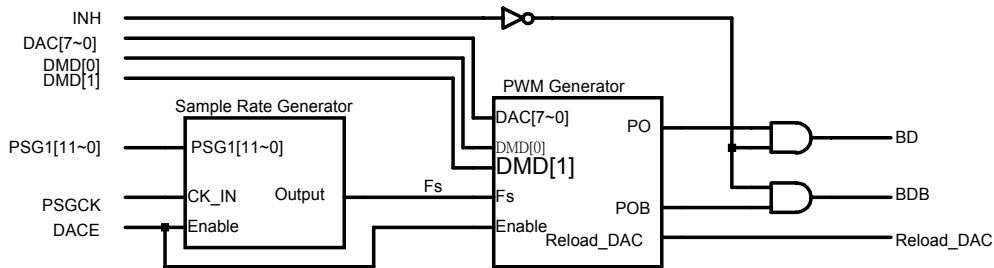 INH
DAC[7~0]
DMD[0]
DMD[1]
PWM Generator
Sample Rate Generator
DAC[7~0]
PO
BD
PSG1[11~0]
PSG1[11~0]
DMD[0]
DMD[1]
Fs
PSGCK
CK_IN
Output
Fs
BDB
POB
DACE
Enable
Enable
Reload_DAC
Reload_DAC